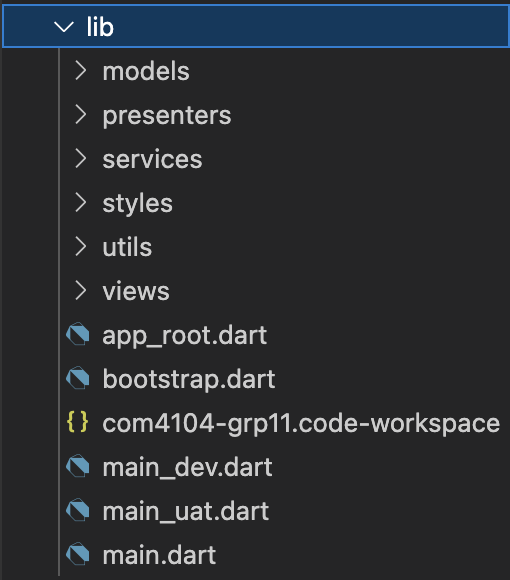 lib
models
presenters
services
styles
utils
views
app_root.dart
bootstrap.dart
{} com4104-grp11.code-workspace
main_dev.dart
main_uat.dart
main.dart